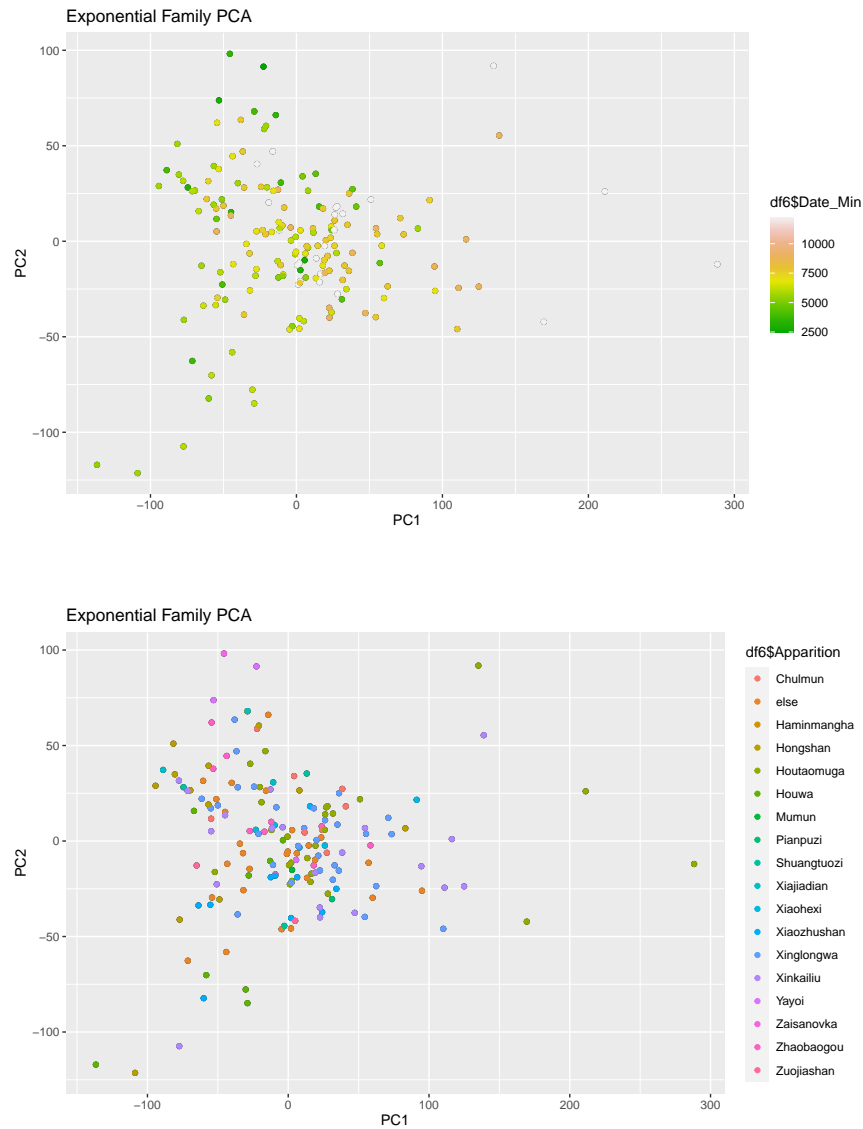 Exponential Family PCA
100
50
0
−50
−100
PC2
−100
0
100
200
300
PC1
df6$Date_Min
10000
7500
5000
2500
Exponential Family PCA
100
50
0
−50
−100
PC2
−100
0
100
200
300
PC1
df6$Apparition
Chulmun
else
Haminmangha
Hongshan
Houtaomuga
Houwa
Mumun
Pianpuzi
Shuangtuozi
Xiajiadian
Xiaohexi
Xiaozhushan
Xinglongwa
Xinkailiu
Yayoi
Zaisanovka
Zhaobaogou
Zuojiashan